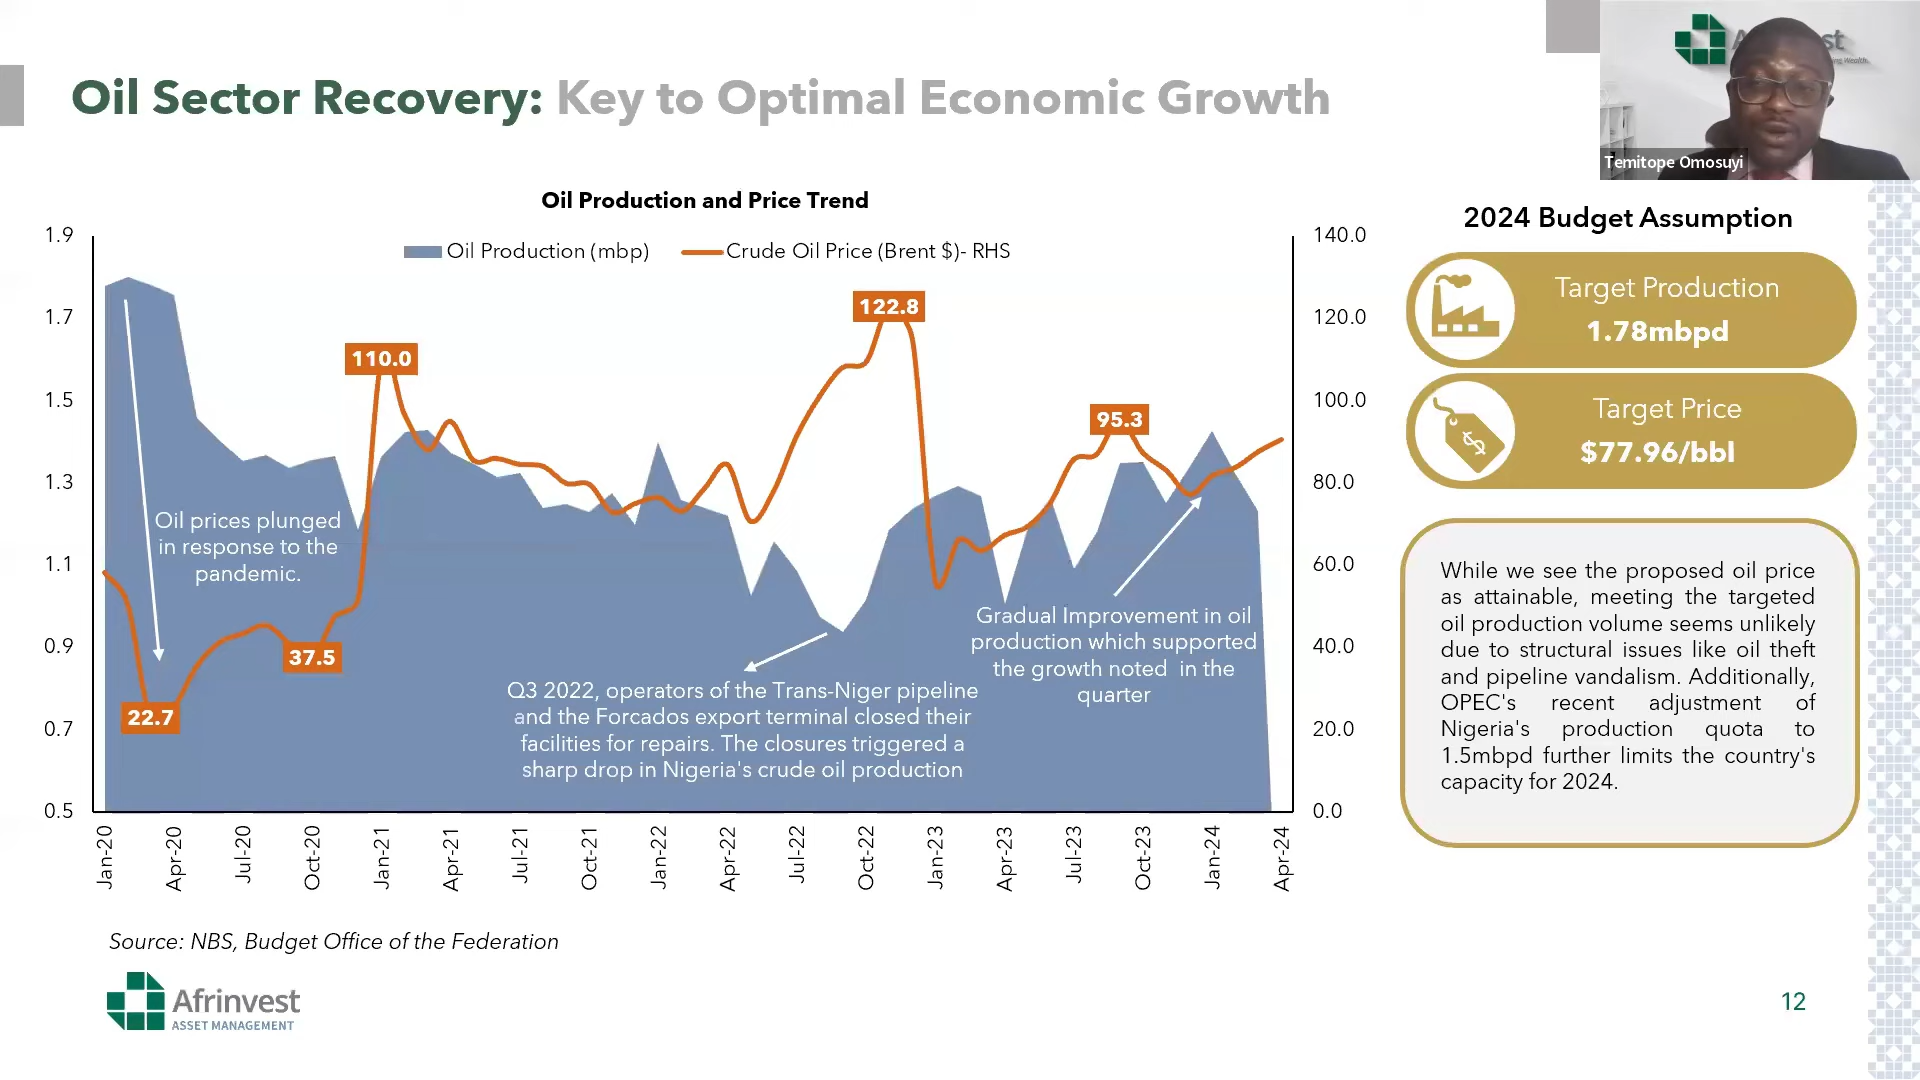 Oil Sector Recovery: Key to Optimal Economic Growth
Temitope Omosuyi
Oil Production and Price Trend
Oil Production (mbp)
Crude Oil Price (Brent $)- RHS
1.9
1.7
1.5
1.3
1.1
0.9
0.7
0.5
140.0
120.0
100.0
80.0
60.0
40.0
20.0
0.0
110.0
122.8
95.3
37.5
22.7
Oil prices plunged
in response to the
pandemic.
Q3 2022, operators of the Trans-Niger pipeline
and the Forcados export terminal closed their
facilities for repairs. The closures triggered a
sharp drop in Nigeria's crude oil production
Gradual Improvement in oil
production which supported
the growth noted in the
quarter
Jan-20
Apr-20
Jul-20
Oct-20
Jan-21
Apr-21
Jul-21
Oct-21
Jan-22
Apr-22
Jul-22
Oct-22
Jan-23
Apr-23
Jul-23
Oct-23
Jan-24
Apr-24
2024 Budget Assumption
Target Production
1.78mbpd
Target Price
$77.96/bbl
While we see the proposed oil price
as attainable, meeting the targeted
oil production volume seems unlikely
due to structural issues like oil theft
and pipeline vandalism. Additionally,
OPEC's recent adjustment of
Nigeria's production quota to
1.5mbpd further limits the country's
capacity for 2024.
Source: NBS, Budget Office of the Federation
Afrinvest
ASSET MANAGEMENT
12